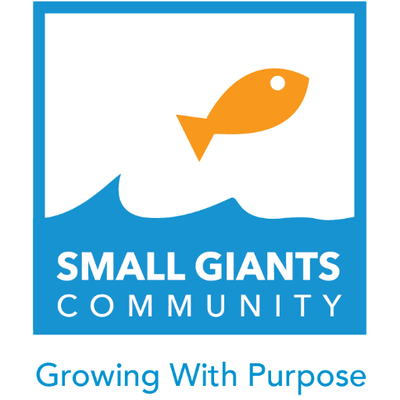 SMALL GIANTS
COMMUNITY
Growing With Purpose